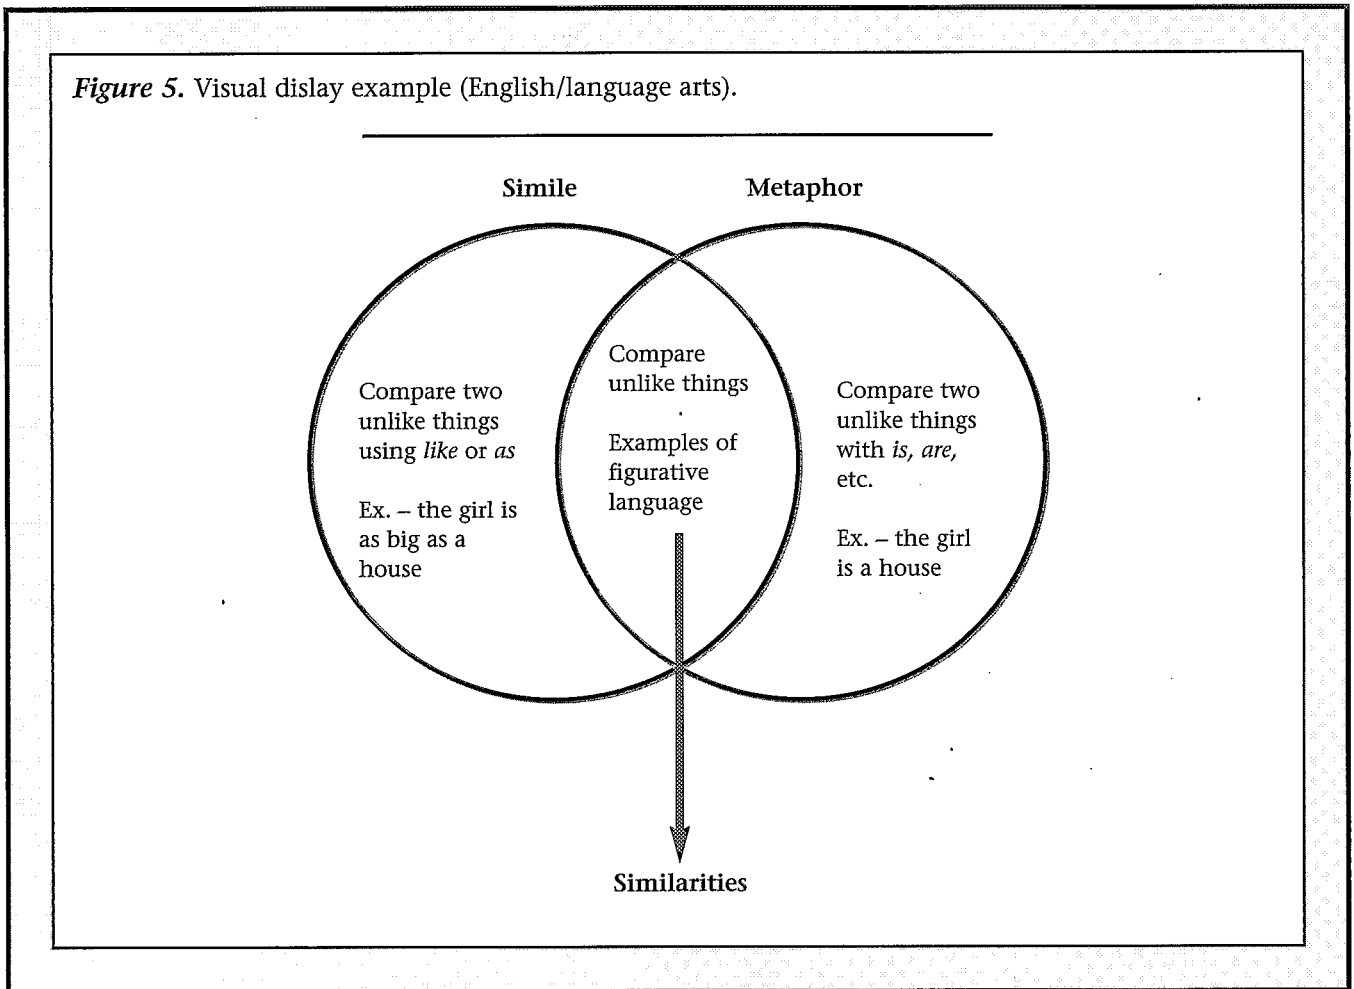 Figure 5. Visual dislay example (English/language arts).
Simile
Metaphor
Compare two
unlike things
using like or as
Ex. – the girl is
as big as a
house
Compare
unlike things
Examples of
figurative
language
Compare two
unlike things
with is, are,
etc.
Ex. – the girl
is a house
Similarities